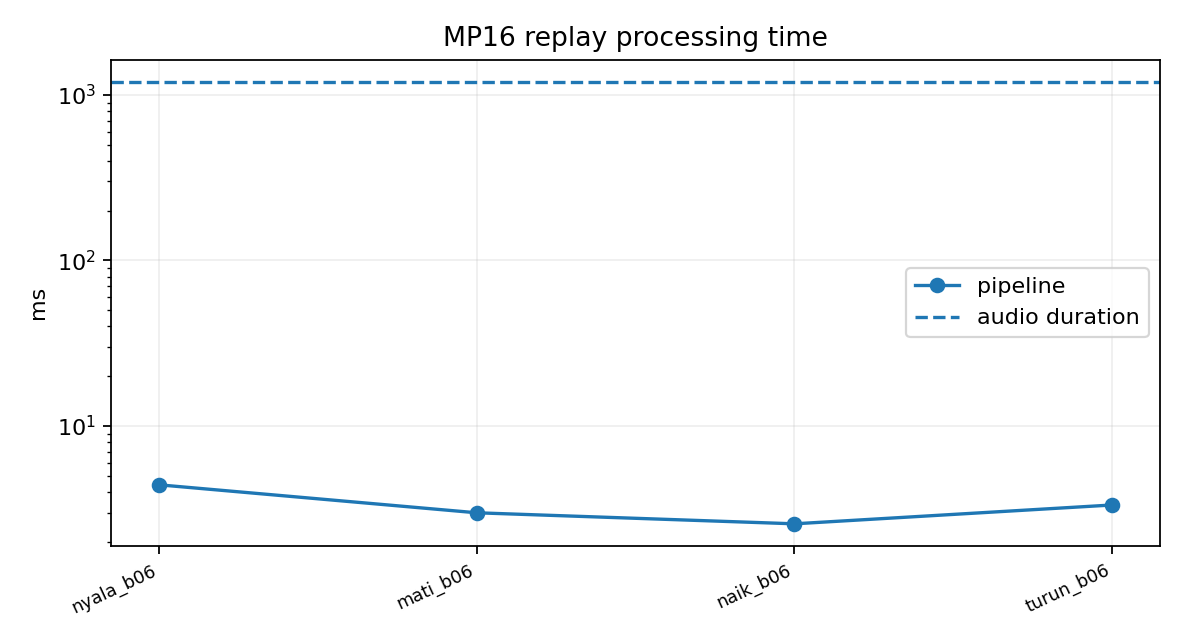 MP16 replay processing time
ms
10³
10²
10¹
pipeline
audio duration
nyala_b06
mati_b06
naik_b06
turun_b06